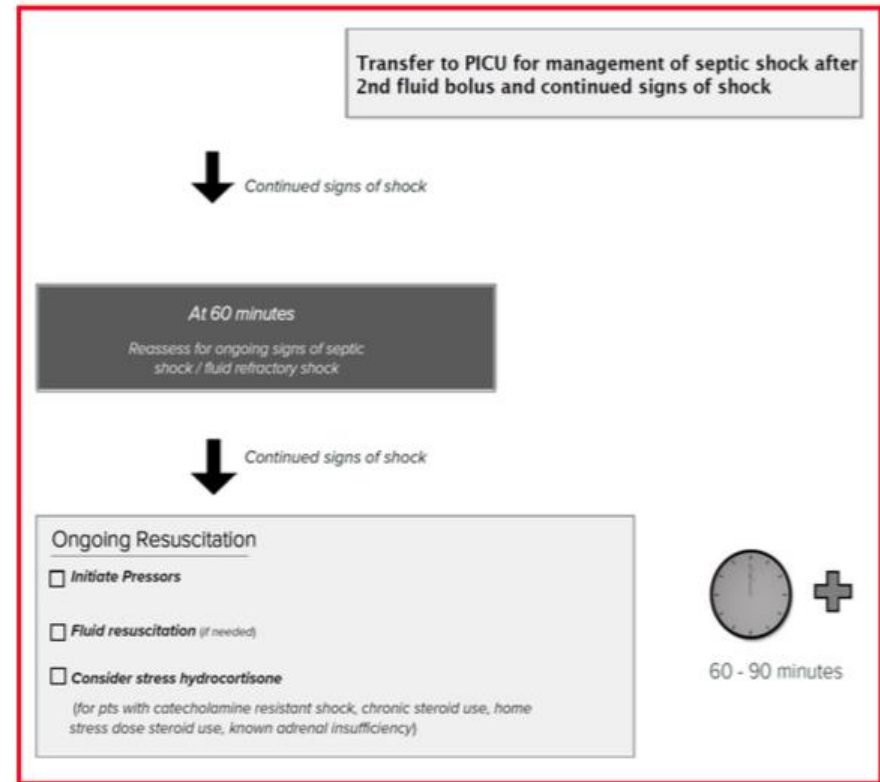 Transfer to PICU for management of septic shock after
2nd fluid bolus and continued signs of shock
Continued signs of shock
At 60 minutes
Reassess for ongoing signs of septic
shock / fluid refractory shock
Continued signs of shock
Ongoing Resuscitation
Initiate Pressors
Fluid resuscitation (if needed)
Consider stress hydrocortisone
(for pts with catecholamine resistant shock, chronic steroid use, home
stress dose steroid use, known adrenal insufficiency)
60 - 90 minutes